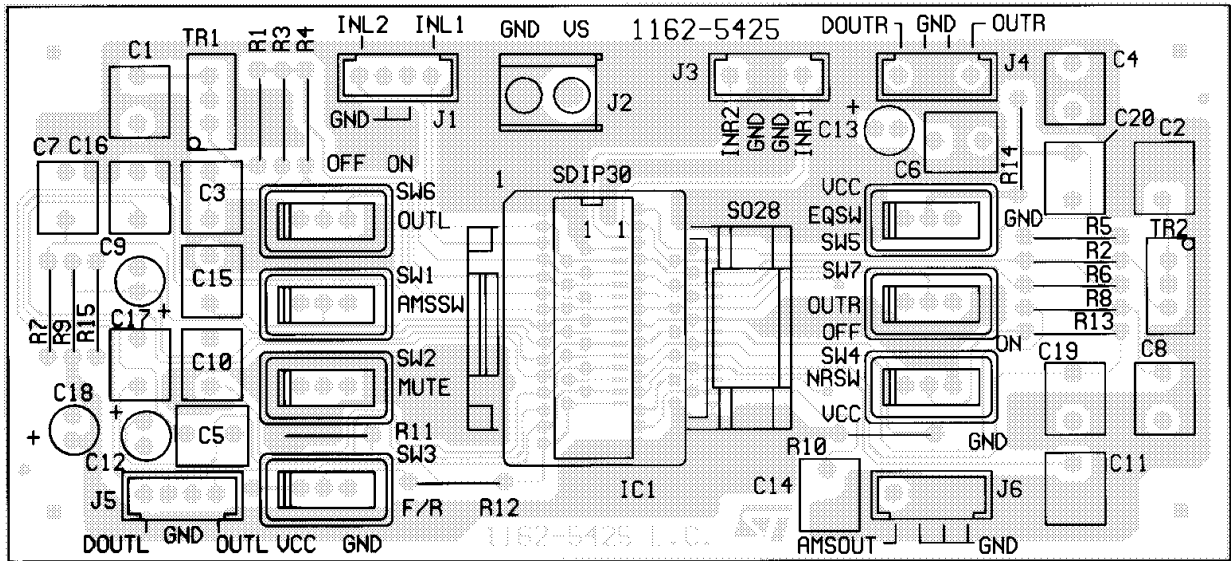 INL2 INL1 GND VS 1162-5425 DOUTR GND OUTR
C1 TR1 R1 R3 R4 J3 J4 C4
GND J1 J2 INR2 GND GND INR1 + C13 C20 C2
C7 C16 C6 R14
OFF ON SDIP30
C3 SW6 1 VCC
OUTL 1 1 SO28 EQSW GND R5 TR2
C9 SW5 R2
C15 SW1 SW7 R6
+ AMSSW OUTR R8
R7 R9 R15 C17 OFF R13
C10 SW2 SW4 ON C19 C8
C18 MUTE NRSW
+ + C5 VCC
C12 R11 GND
SW3 R10 C11
J5 F/R R12 IC1 C14 J6
DOUTL GND OUTL VCC GND 1162-5425 L.C. ST AMSOUT GND